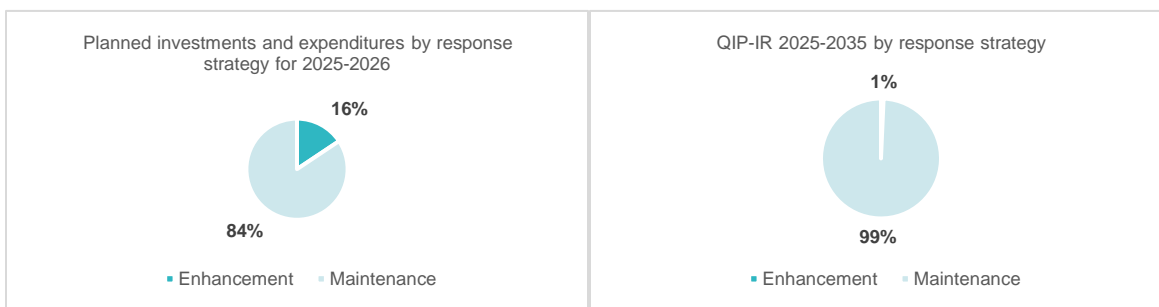 Planned investments and expenditures by response
strategy for 2025-2026
16%
84%
Enhancement
Maintenance
QIP-IR 2025-2035 by response strategy
1%
99%
Enhancement
Maintenance